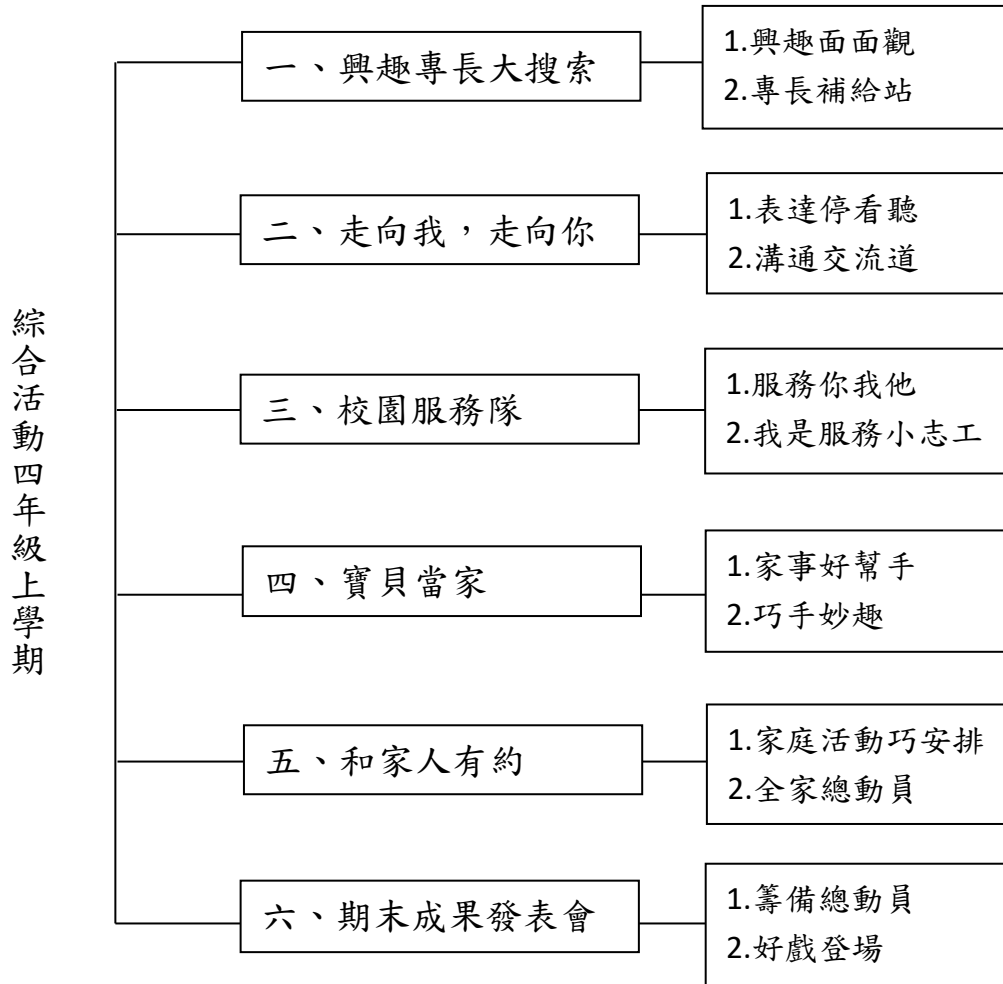 綜合活動四年級上學期
一、興趣專長大搜索
1.興趣面面觀
2.專長補給站
二、走向我，走向你
1.表達停看聽
2.溝通交流道
三、校園服務隊
1.服務你我他
2.我是服務小志工
四、寶貝當家
1.家事好幫手
2.巧手妙趣
五、和家人有約
1.家庭活動巧安排
2.全家總動員
六、期末成果發表會
1.籌備總動員
2.好戲登場